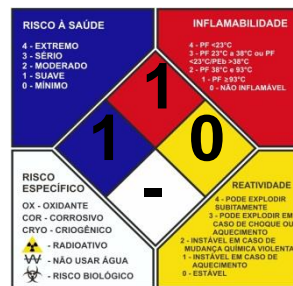 RISCO À SAÚDE
4 - EXTREMO
3 - SÉRIO
2 - MODERADO
1 - SUAVE
0 - MÍNIMO
INFLAMABILIDADE
4 - PF <23°C
3 - PF 23°C a 38°C ou PF
<23°C/PEb >38°C
2 - PF 38°C e 93°C
1 - PF ≥93°C
0 - NÃO INFLAMÁVEL
1
1
0
-
RISCO
ESPECÍFICO
OX - OXIDANTE
COR - CORROSIVO
CRYO - CRIOGÊNICO
- RADIOATIVO
W - NÃO USAR ÁGUA
- RISCO BIOLÓGICO
REATIVIDADE
4 - PODE EXPLODIR
SUBITAMENTE
3 - PODE EXPLODIR EM
CASO DE CHOQUE OU
AQUECIMENTO
2 - INSTÁVEL EM CASO DE
MUDANÇA QUÍMICA VIOLENTA
1 - INSTÁVEL EM CASO DE
AQUECIMENTO
0 - ESTÁVEL